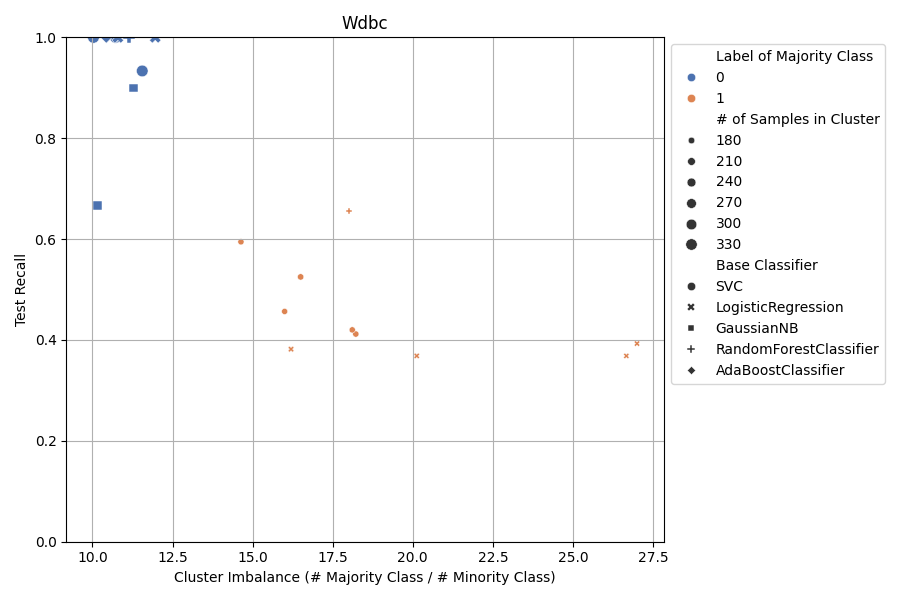 Wdbc
1.0
0.8
0.6
0.4
0.2
0.0
Test Recall
10.0 12.5 15.0 17.5 20.0 22.5 25.0 27.5
Cluster Imbalance (# Majority Class / # Minority Class)
Label of Majority Class
0
1
# of Samples in Cluster
180
210
240
270
300
330
Base Classifier
SVC
LogisticRegression
GaussianNB
RandomForestClassifier
AdaBoostClassifier